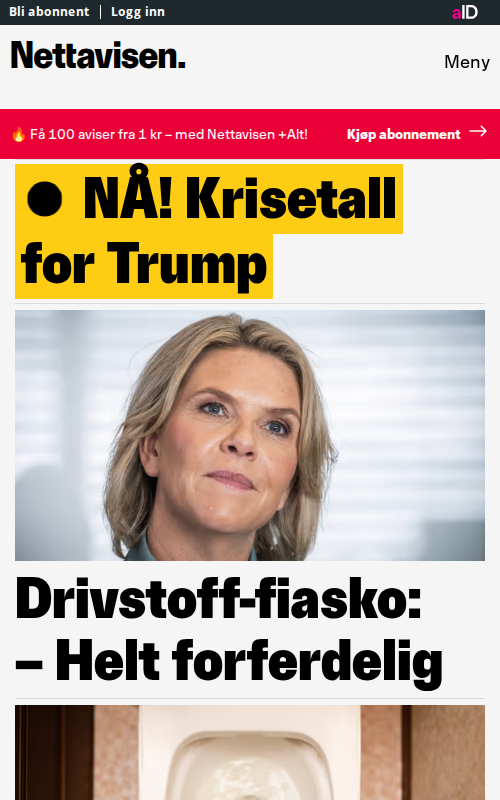 Bli abonnent | Logg inn
aID
Nettavisen.
Meny
🔥 Få 100 aviser fra 1 kr – med Nettavisen +Alt!
Kjøp abonnement →
● NÅ! Krisetall
for Trump
Drivstoff-fiasko:
– Helt forferdelig